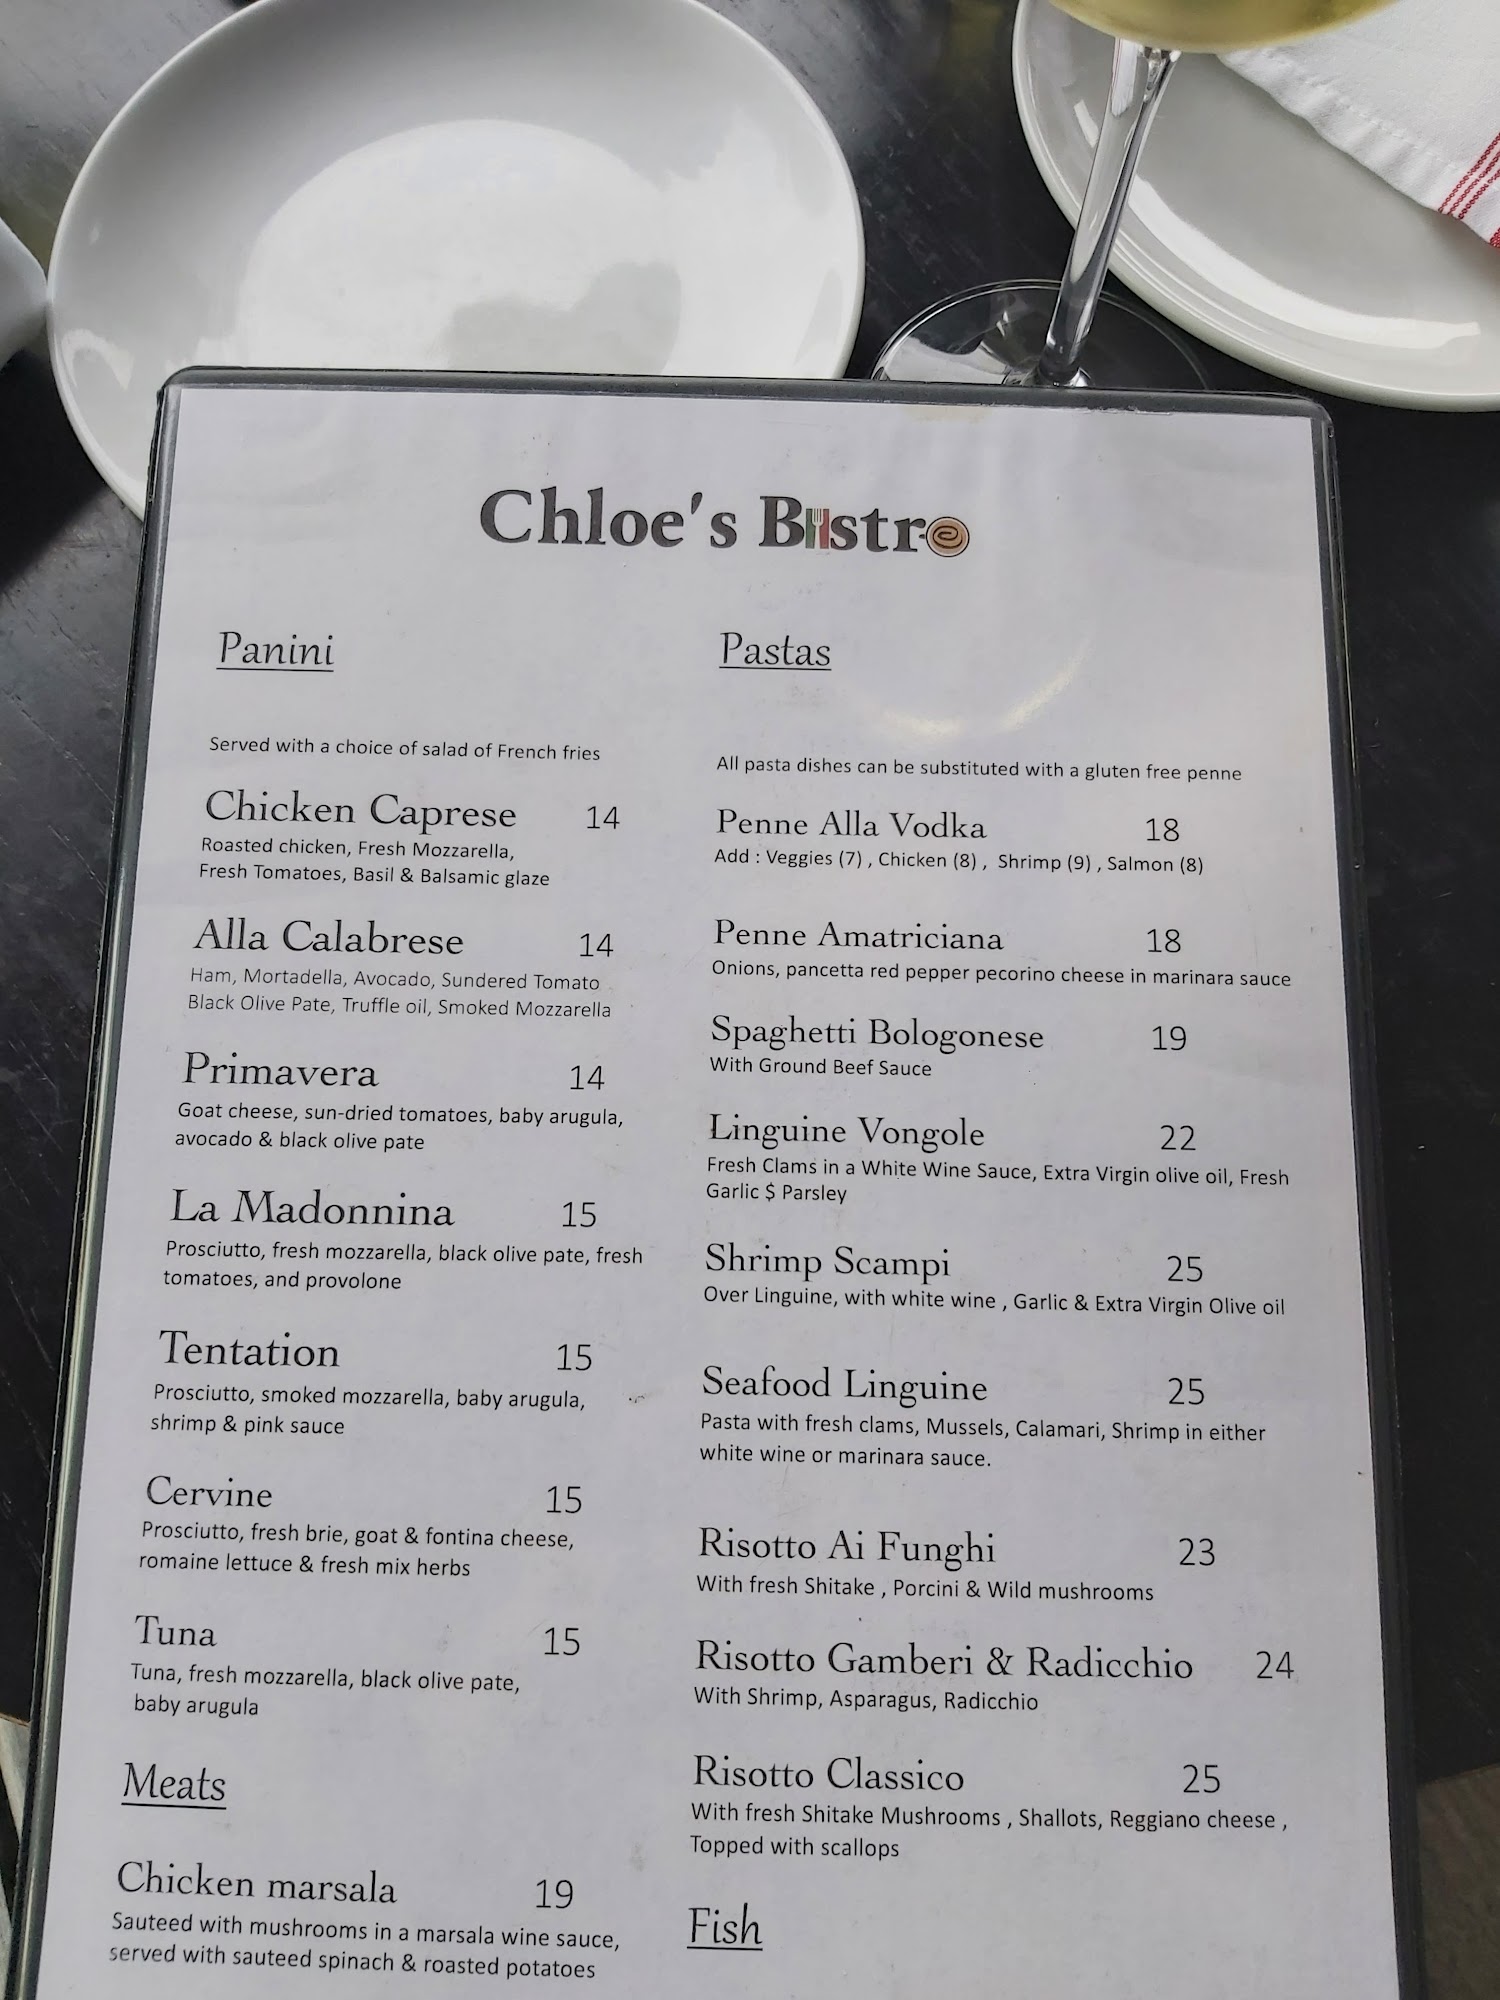 Chloe's Bistro
Panini
Served with a choice of salad of French fries
Chicken Caprese 14
Roasted chicken, Fresh Mozzarella,
Fresh Tomatoes, Basil & Balsamic glaze
Alla Calabrese 14
Ham, Mortadella, Avocado, Sundered Tomato
Black Olive Pate, Truffle oil, Smoked Mozzarella
Primavera 14
Goat cheese, sun-dried tomatoes, baby arugula,
avocado & black olive pate
La Madonnina 15
Prosciutto, fresh mozzarella, black olive pate, fresh
tomatoes, and provolone
Tentation 15
Prosciutto, smoked mozzarella, baby arugula,
shrimp & pink sauce
Cervine 15
Prosciutto, fresh brie, goat & fontina cheese,
romaine lettuce & fresh mix herbs
Tuna 15
Tuna, fresh mozzarella, black olive pate,
baby arugula
Meats
Chicken marsala 19
Sauteed with mushrooms in a marsala wine sauce,
served with sauteed spinach & roasted potatoes
Pastas
All pasta dishes can be substituted with a gluten free penne
Penne Alla Vodka 18
Add : Veggies (7) , Chicken (8) , Shrimp (9) , Salmon (8)
Penne Amatriciana 18
Onions, pancetta red pepper pecorino cheese in marinara sauce
Spaghetti Bologonese 19
With Ground Beef Sauce
Linguine Vongole 22
Fresh Clams in a White Wine Sauce, Extra Virgin olive oil, Fresh
Garlic $ Parsley
Shrimp Scampi 25
Over Linguine, with white wine , Garlic & Extra Virgin Olive oil
Seafood Linguine 25
Pasta with fresh clams, Mussels, Calamari, Shrimp in either
white wine or marinara sauce.
Risotto Ai Funghi 23
With fresh Shitake , Porcini & Wild mushrooms
Risotto Gamberi & Radicchio 24
With Shrimp, Asparagus, Radicchio
Risotto Classico 25
With fresh Shitake Mushrooms , Shallots, Reggiano cheese ,
Topped with scallops
Fish